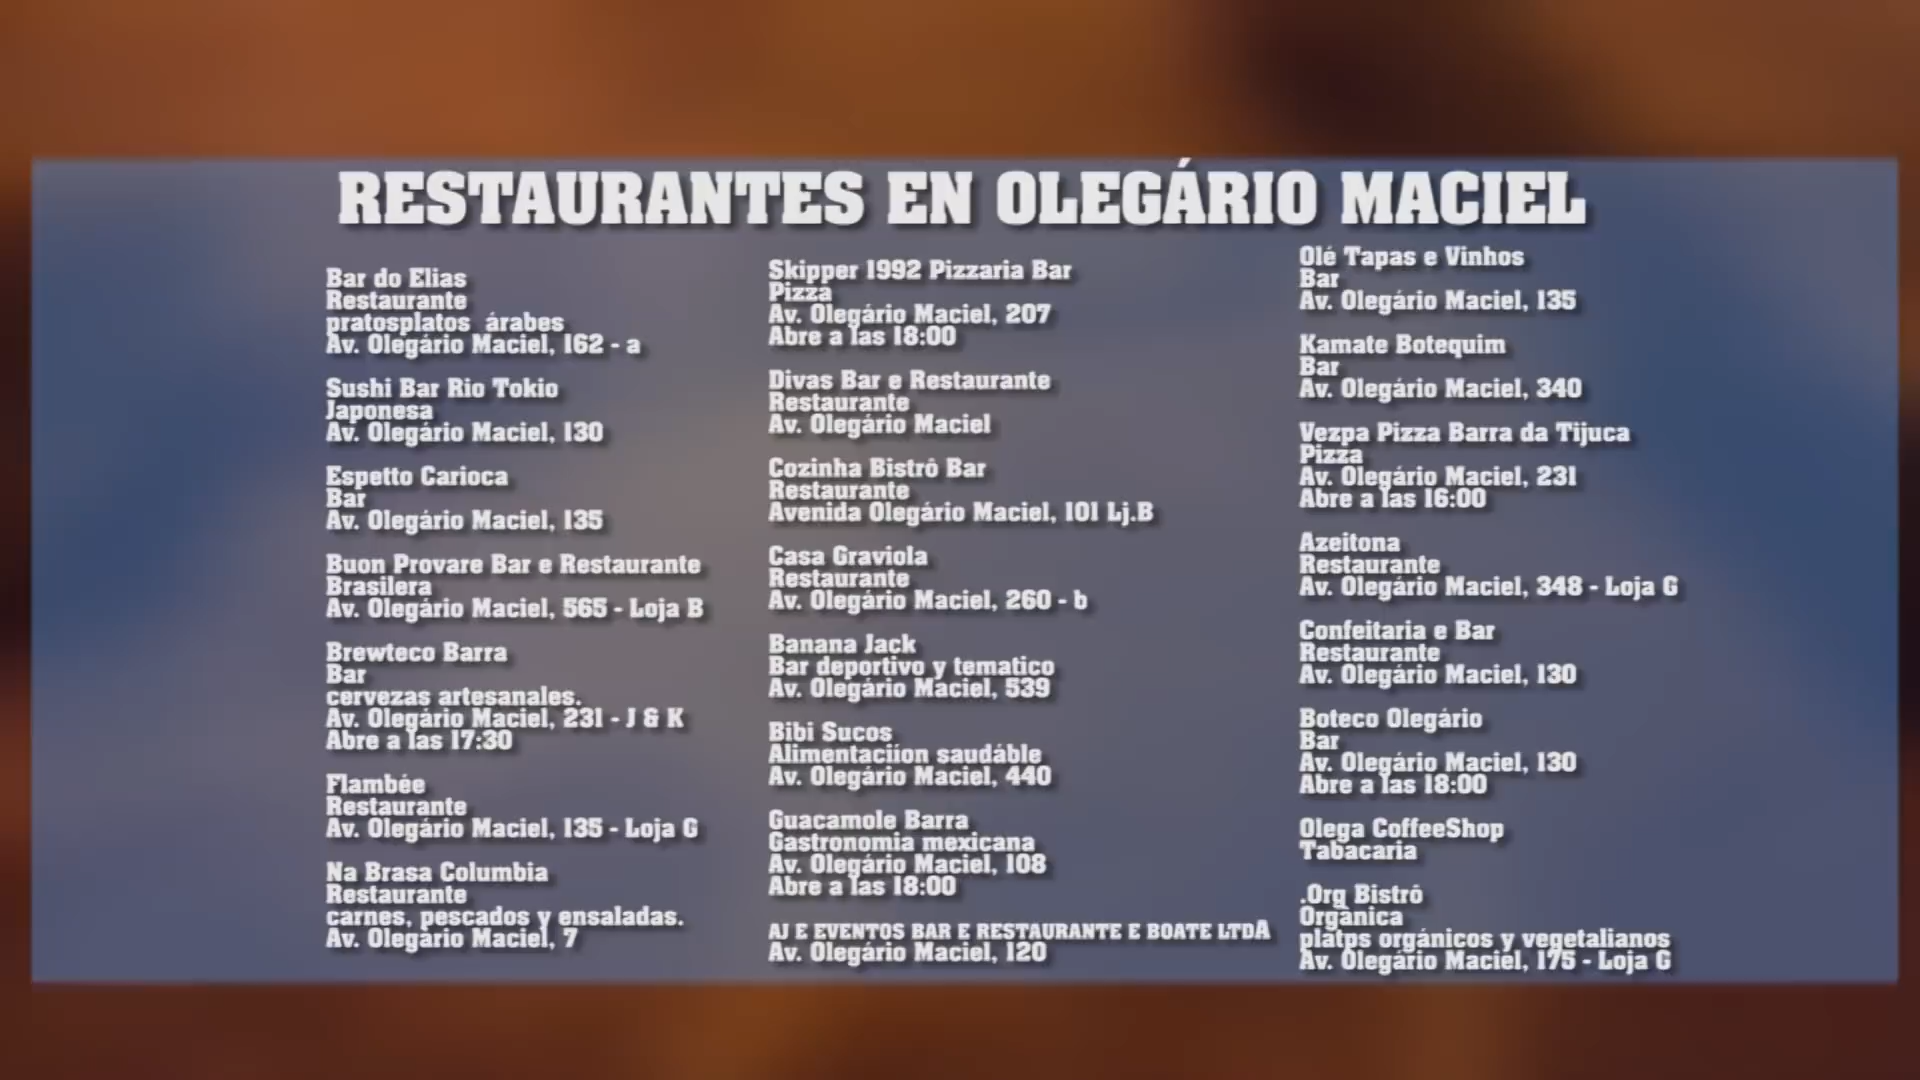 RESTAURANTES EN OLEGÁRIO MACIEL
Bar do Elias
Restaurante
pratosplatos árabes
Av. Olegário Maciel, 162 - a
Sushi Bar Rio Tokio
Japonesa
Av. Olegário Maciel, 130
Espetto Carioca
Bar
Av. Olegário Maciel, 135
Buon Provare Bar e Restaurante
Brasilera
Av. Olegário Maciel, 565 - Loja B
Brewteco Barra
Bar
cervezas artesanales.
Av. Olegário Maciel, 231 - J & K
Abre a las 17:30
Flambée
Restaurante
Av. Olegário Maciel, 135 - Loja G
Na Brasa Columbia
Restaurante
carnes, pescados y ensaladas.
Av. Olegário Maciel, 7
Skipper 1992 Pizzaria Bar
Pizza
Av. Olegário Maciel, 207
Abre a las 18:00
Divas Bar e Restaurante
Restaurante
Av. Olegário Maciel
Cozinha Bistrô Bar
Restaurante
Avenida Olegário Maciel, 101 Lj.B
Casa Graviola
Restaurante
Av. Olegário Maciel, 260 - b
Banana Jack
Bar deportivo y tematico
Av. Olegário Maciel, 539
Bibi Sucos
Alimentaciíon saudáble
Av. Olegário Maciel, 440
Guacamole Barra
Gastronomia mexicana
Av. Olegário Maciel, 108
Abre a las 18:00
AJ E EVENTOS BAR E RESTAURANTE E BOATE LTDA
Av. Olegário Maciel, 120
Olé Tapas e Vinhos
Bar
Av. Olegário Maciel, 135
Kamate Botequim
Bar
Av. Olegário Maciel, 340
Vezpa Pizza Barra da Tijuca
Pizza
Av. Olegário Maciel, 231
Abre a las 16:00
Azeitona
Restaurante
Av. Olegário Maciel, 348 - Loja G
Confeitaria e Bar
Restaurante
Av. Olegário Maciel, 130
Boteco Olegário
Bar
Av. Olegário Maciel, 130
Abre a las 18:00
Olega CoffeeShop
Tabacaria
.Org Bistrô
Orgânica
platps orgánicos y vegetalianos
Av. Olegário Maciel, 175 - Loja G